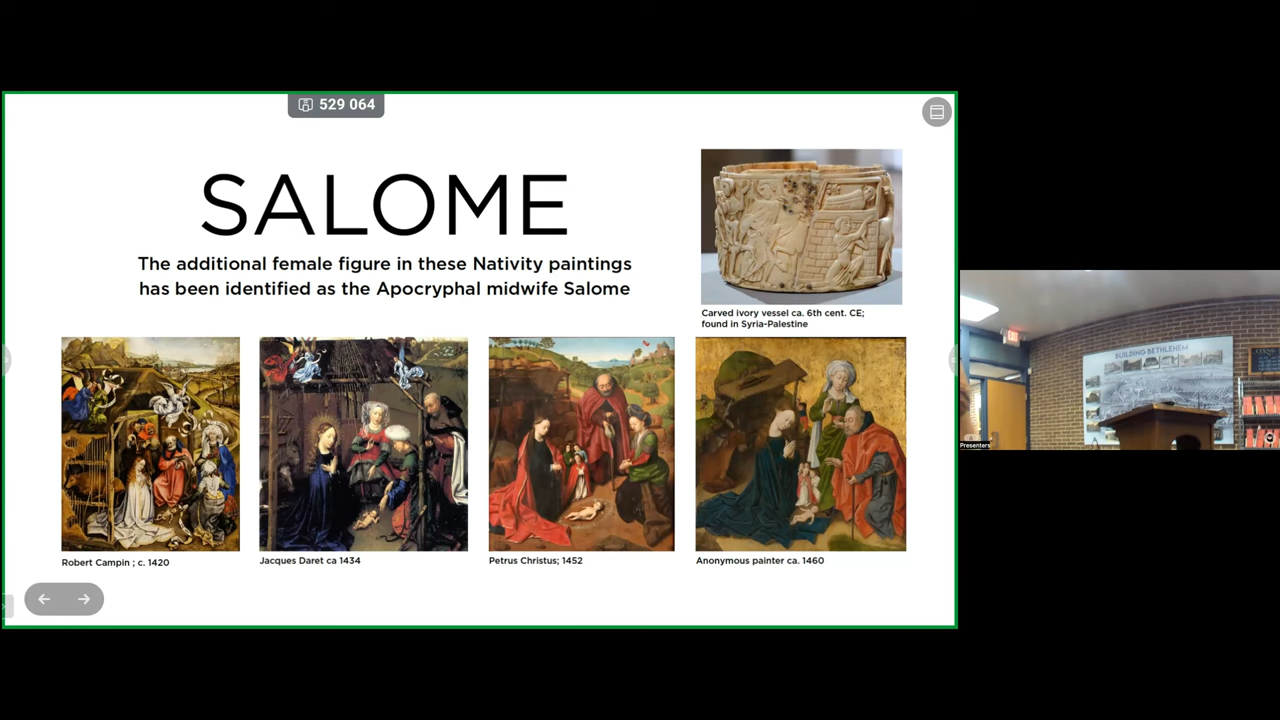 529 064
SALOME
The additional female figure in these Nativity paintings
has been identified as the Apocryphal midwife Salome
Carved ivory vessel ca. 6th cent. CE;
found in Syria-Palestine
Robert Campin ; c. 1420
Jacques Daret ca 1434
Petrus Christus; 1452
Anonymous painter ca. 1460
EXIT
BUILDING BETHLEHEM
Presenters